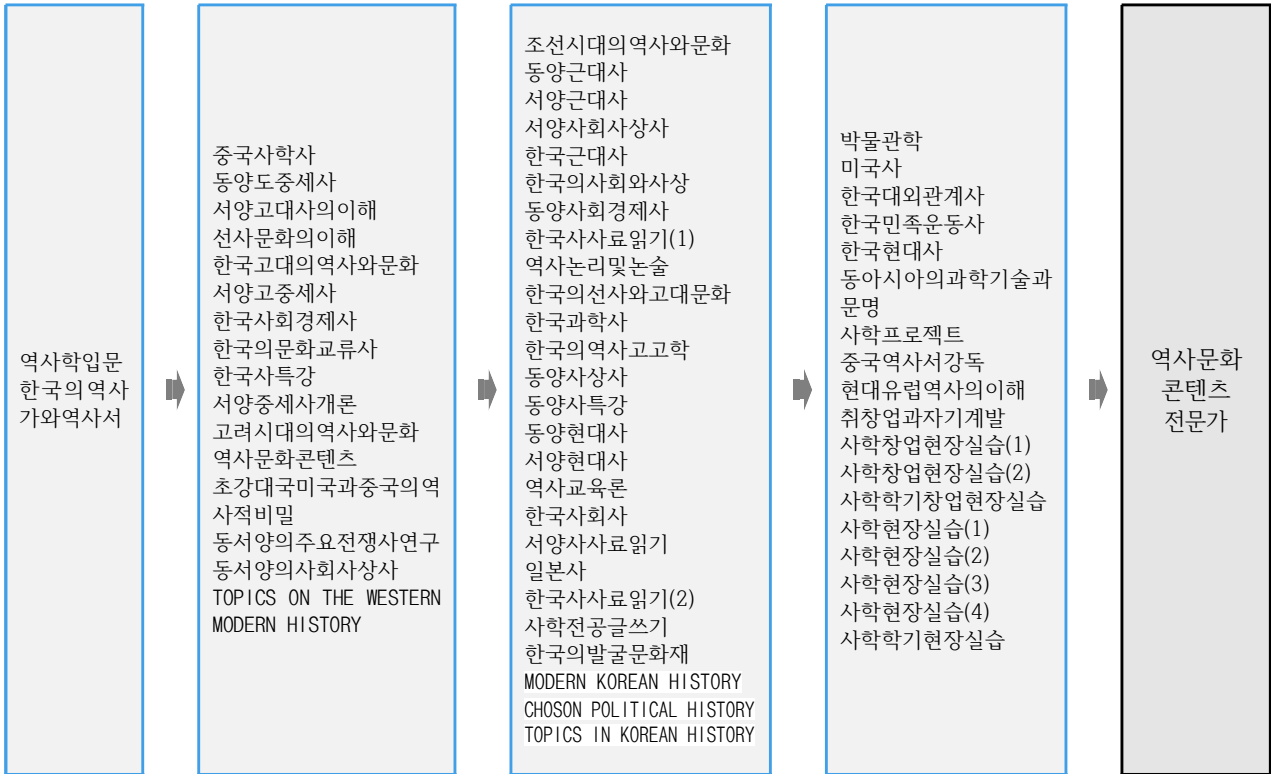 역사학입문
한국의역사
가와역사서
중국사학사
동양도중세사
서양고대사의이해
선사문화의이해
한국고대의역사와문화
서양고중세사
한국사회경제사
한국의문화교류사
한국사특강
서양중세사개론
고려시대의역사와문화
역사문화콘텐츠
초강대국미국과중국의역
사적비밀
동서양의주요전쟁사연구
동서양의사회사상사
TOPICS ON THE WESTERN
MODERN HISTORY
조선시대의역사와문화
동양근대사
서양근대사
서양사회사상사
한국근대사
한국의사회와사상
동양사회경제사
한국사사료읽기(1)
역사논리및논술
한국의선사와고대문화
한국과학사
한국의역사고고학
동양사상사
동양사특강
동양현대사
서양현대사
역사교육론
한국사회사
서양사사료읽기
일본사
한국사사료읽기(2)
사학전공글쓰기
한국의발굴문화재
MODERN KOREAN HISTORY
CHOSON POLITICAL HISTORY
TOPICS IN KOREAN HISTORY
박물관학
미국사
한국대외관계사
한국민족운동사
한국현대사
동아시아의과학기술과
문명
사학프로젝트
중국역사서강독
현대유럽역사의이해
취창업과자기계발
사학창업현장실습(1)
사학창업현장실습(2)
사학학기창업현장실습
사학현장실습(1)
사학현장실습(2)
사학현장실습(3)
사학현장실습(4)
사학학기현장실습
역사문화
콘텐츠
전문가